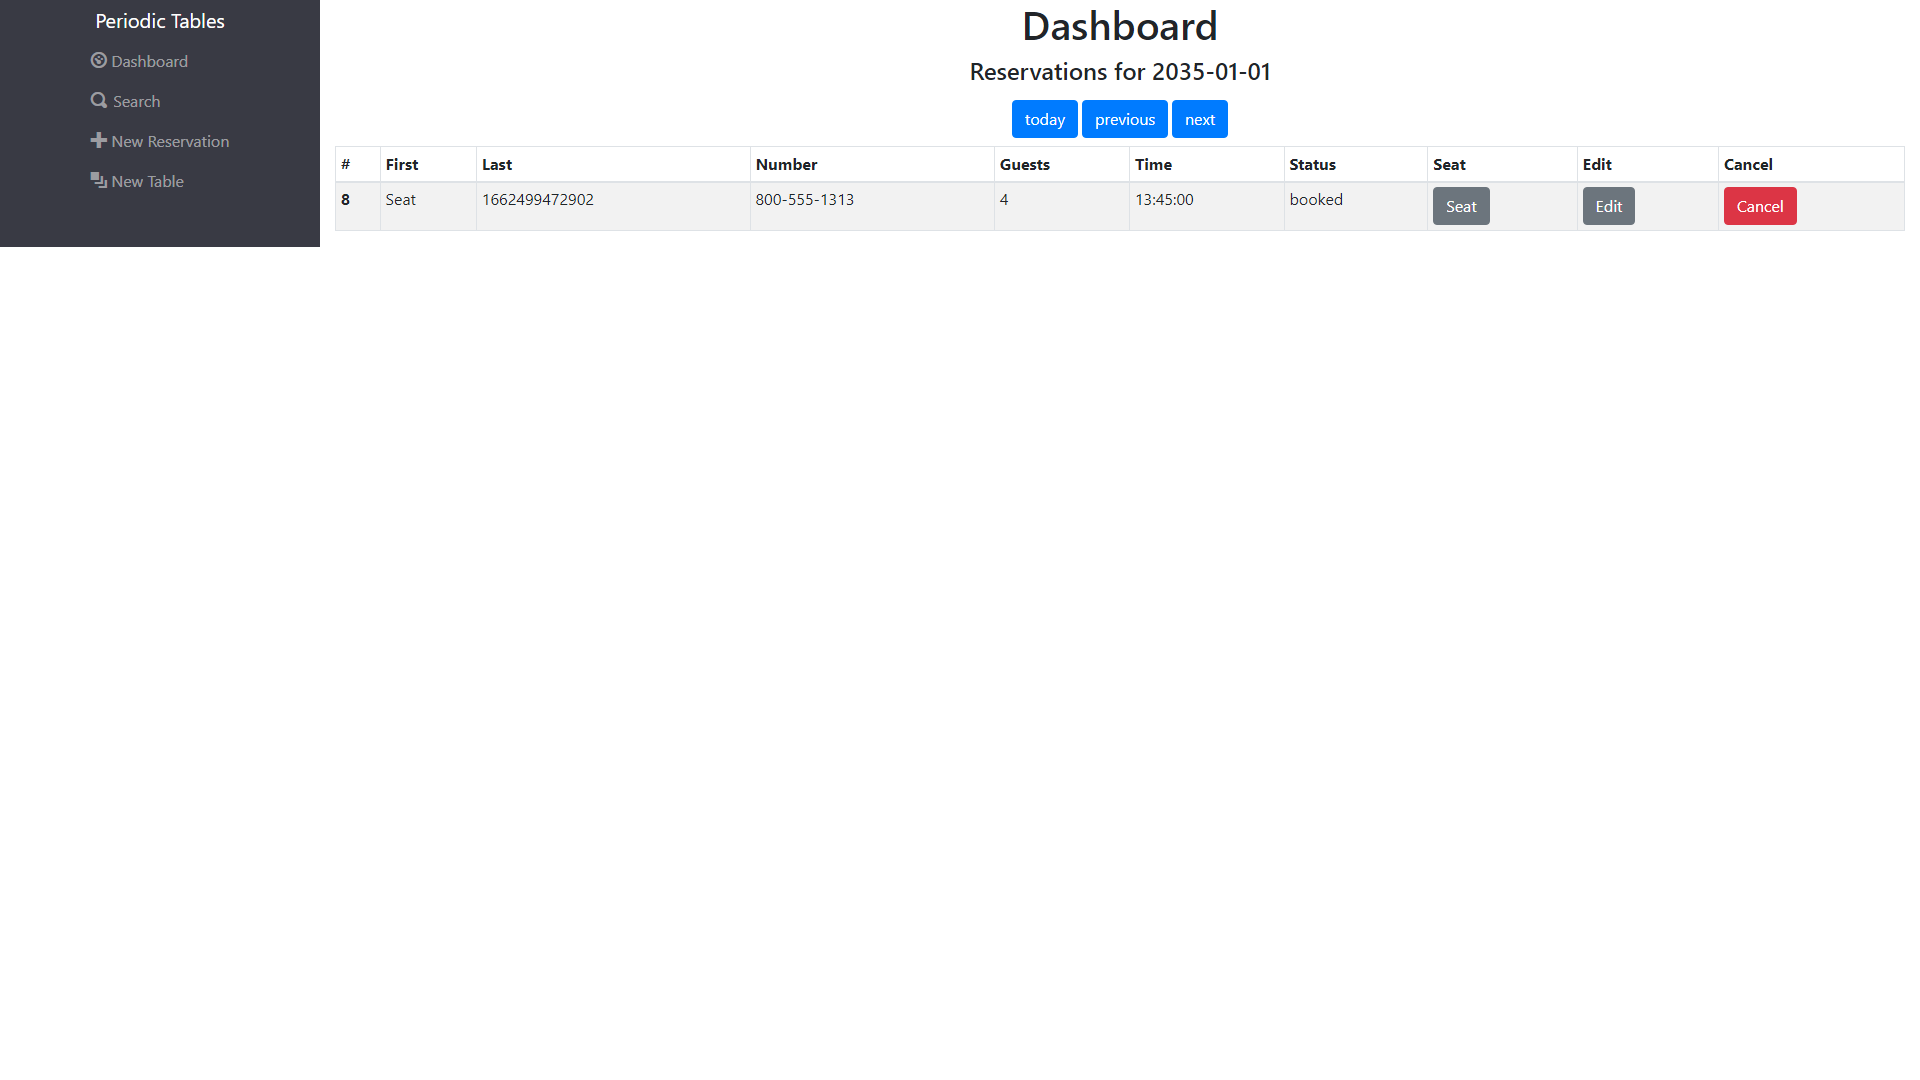 Periodic Tables
Dashboard
Search
New Reservation
New Table
Dashboard
Reservations for 2035-01-01
today previous next
# First Last Number Guests Time Status Seat Edit Cancel
8 Seat 1662499472902 800-555-1313 4 13:45:00 booked Seat Edit Cancel